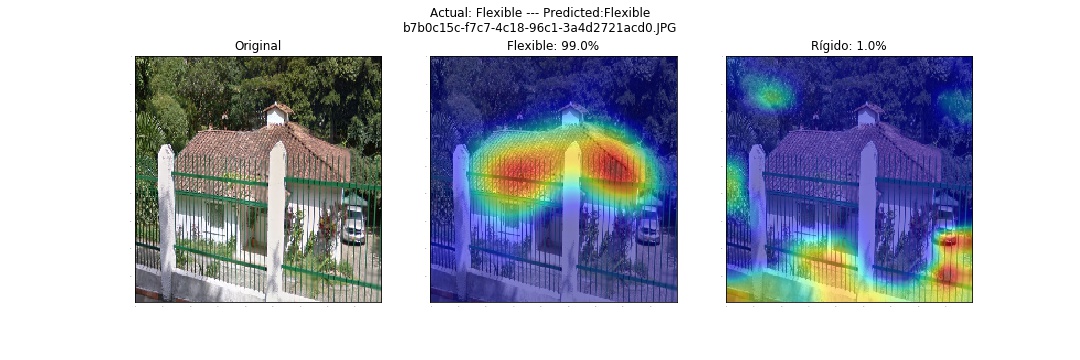 Actual: Flexible --- Predicted:Flexible
b7b0c15c-f7c7-4c18-96c1-3a4d2721acd0.JPG
Original
Flexible: 99.0%
Rígido: 1.0%